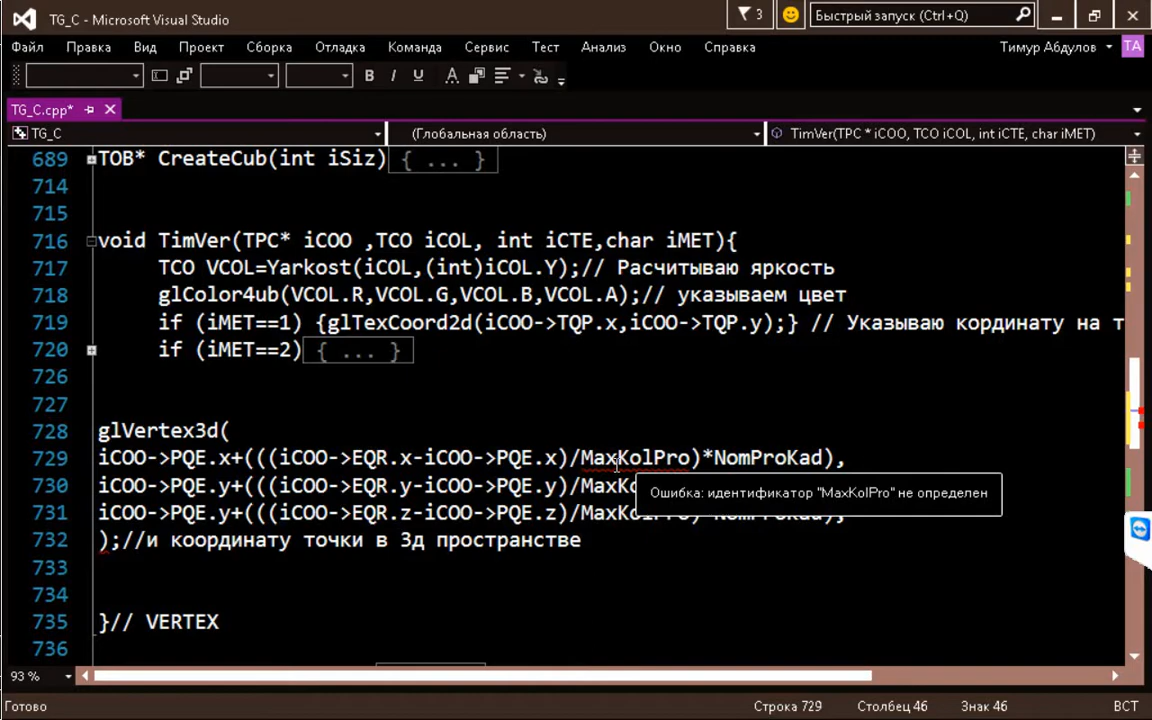 TG_C - Microsoft Visual Studio
3
Быстрый запуск (Ctrl+Q)
Файл Правка Вид Проект Сборка Отладка Команда Сервис Тест Анализ Окно Справка Тимур Абдулов ТА
B I U A
TG_C.cpp*
TG_C (Глобальная область) TimVer(TPC * iCOO, TCO iCOL, int iCTE, char iMET)
689 TOB* CreateCub(int iSiz) { ... }
714
715
716 void TimVer(TPC* iCOO ,TCO iCOL, int iCTE,char iMET){
717 TCO VCOL=Yarkost(iCOL,(int)iCOL.Y);// Расчитываю яркость
718 glColor4ub(VCOL.R,VCOL.G,VCOL.B,VCOL.A);// указываем цвет
719 if (iMET==1) {glTexCoord2d(iCOO->TQP.x,iCOO->TQP.y);} // Указываю кординату на т
720 if (iMET==2) { ... }
726
727
728 glVertex3d(
729 iCOO->PQE.x+(((iCOO->EQR.x-iCOO->PQE.x)/MaxKolPro)*NomProKad),
730 iCOO->PQE.y+(((iCOO->EQR.y-iCOO->PQE.y)/MaxK
Ошибка: идентификатор "MaxKolPro" не определен
731 iCOO->PQE.y+(((iCOO->EQR.z-iCOO->PQE.z)/MaxKolPro)*NomProKad),
732 );//и координату точки в 3д пространстве
733
734
735 }// VERTEX
736
93 %
Готово Строка 729 Столбец 46 Знак 46 ВСТ